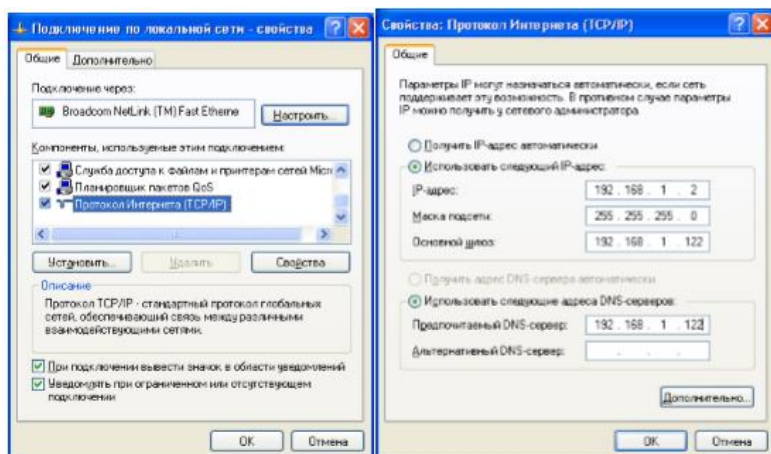 Подключение по локальной сети - свойства
Общие
Дополнительно
Подключение через:
Broadcom NetLink (TM) Fast Etherne
Настроить...
Компоненты, используемые этим подключением:
Служба доступа к файлам и принтерам сетей Micr
Планировщик пакетов QoS
Протокол Интернета (TCP/IP)
Установить...
Удалить
Свойства
Описание
Протокол TCP/IP - стандартный протокол глобальных
сетей, обеспечивающий связь между различными
взаимодействующими сетями.
При подключении вывести значок в области уведомлений
Уведомлять при ограниченном или отсутствующем
подключении
OK
Отмена
Свойства: Протокол Интернета (TCP/IP)
Общие
Параметры IP могут назначаться автоматически, если сеть
поддерживает эту возможность. В противном случае параметры
IP можно получить у сетевого администратора.
Получить IP-адрес автоматически
Использовать следующий IP-адрес:
IP-адрес: 192 . 168 . 1 . 2
Маска подсети: 255 . 255 . 255 . 0
Основной шлюз: 192 . 168 . 1 . 122
Получить адрес DNS-сервера автоматически
Использовать следующие адреса DNS-серверов:
Предпочитаемый DNS-сервер: 192 . 168 . 1 . 122
Альтернативный DNS-сервер: . . .
Дополнительно...
OK
Отмена